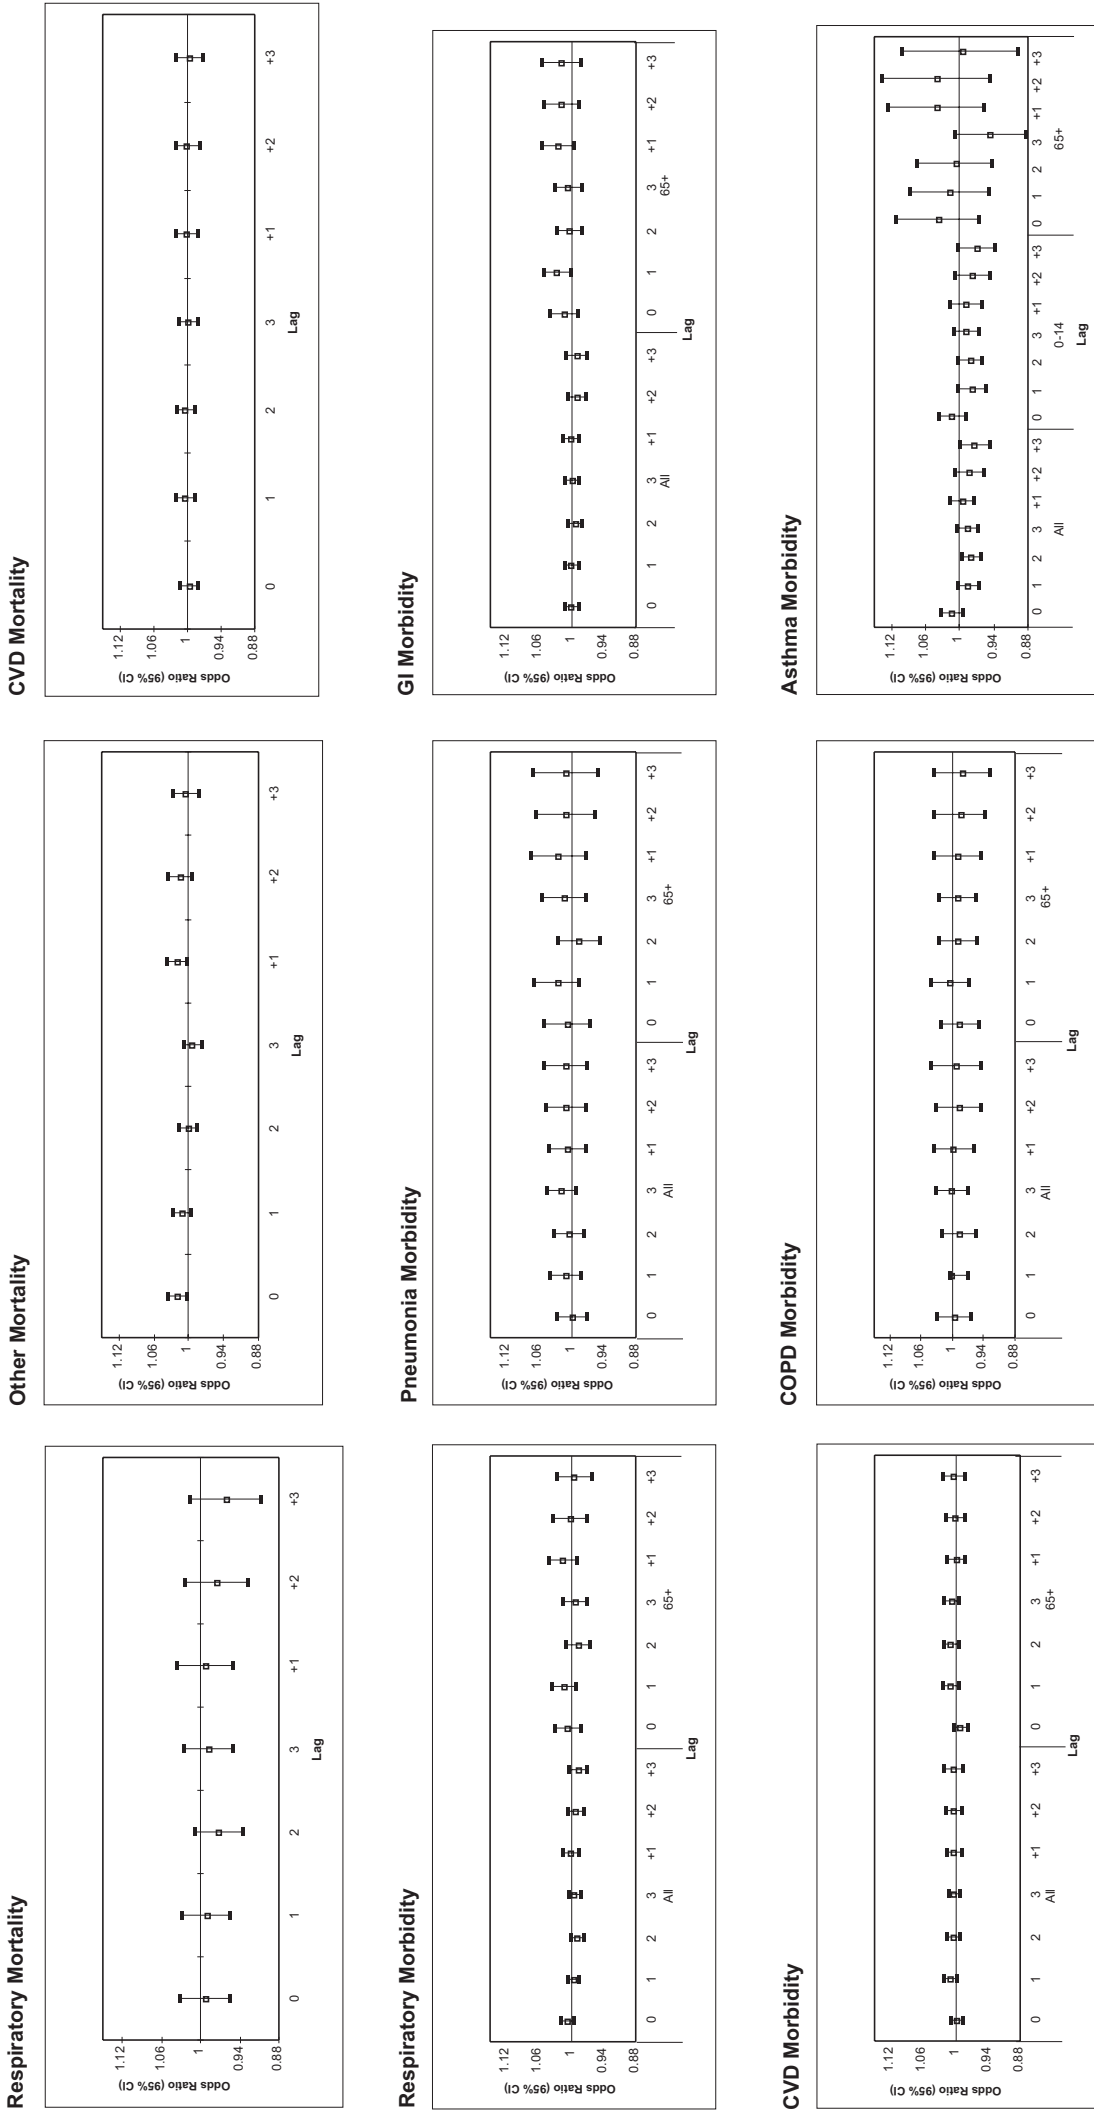 Respiratory Mortality
Odds Ratio (95% CI)
1.12
1.06
1
0.94
0.88
0 1 2 3 +1 +2 +3
Lag
Other Mortality
Odds Ratio (95% CI)
1.12
1.06
1
0.94
0.88
0 1 2 3 +1 +2 +3
Lag
CVD Mortality
Odds Ratio (95% CI)
1.12
1.06
1
0.94
0.88
0 1 2 3 +1 +2 +3
Lag
Respiratory Morbidity
Odds Ratio (95% CI)
1.12
1.06
1
0.94
0.88
0 1 2 3 +1 +2 +3 0 1 2 3 +1 +2 +3
All 65+
Lag
Pneumonia Morbidity
Odds Ratio (95% CI)
1.12
1.06
1
0.94
0.88
0 1 2 3 +1 +2 +3 0 1 2 3 +1 +2 +3
All 65+
Lag
GI Morbidity
Odds Ratio (95% CI)
1.12
1.06
1
0.94
0.88
0 1 2 3 +1 +2 +3 0 1 2 3 +1 +2 +3
All 65+
Lag
CVD Morbidity
Odds Ratio (95% CI)
1.12
1.06
1
0.94
0.88
0 1 2 3 +1 +2 +3 0 1 2 3 +1 +2 +3
All 65+
Lag
COPD Morbidity
Odds Ratio (95% CI)
1.12
1.06
1
0.94
0.88
0 1 2 3 +1 +2 +3 0 1 2 3 +1 +2 +3
All 65+
Lag
Asthma Morbidity
Odds Ratio (95% CI)
1.12
1.06
1
0.94
0.88
0 1 2 3 +1 +2 +3 0 1 2 3 +1 +2 +3 0 1 2 3 +1 +2 +3
All 0-14 65+
Lag